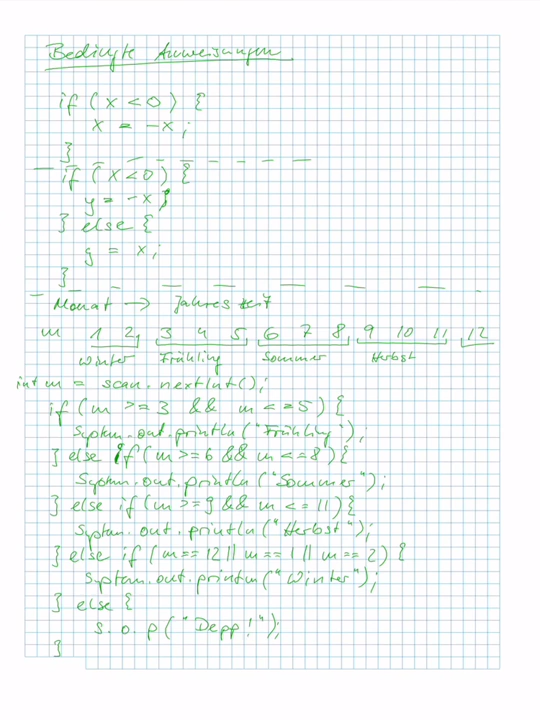 Bedingte Anweisungen
if (x < 0) {
x = -x;
}
if (x < 0) {
y = -x;
} else {
y = x;
}
Monat → Jahreszeit
m 1 2, 3 4 5, 6 7 8, 9 10 11, 12
Winter Frühling Sommer Herbst
int m = scan.nextInt();
if (m >= 3 && m <= 5) {
System.out.println("Frühling");
} else if (m >= 6 && m <= 8) {
System.out.println("Sommer");
} else if (m >= 9 && m <= 11) {
System.out.println("Herbst");
} else if (m == 12 || m == 1 || m == 2) {
System.out.println("Winter");
} else {
S.o.p("Depp!");
}